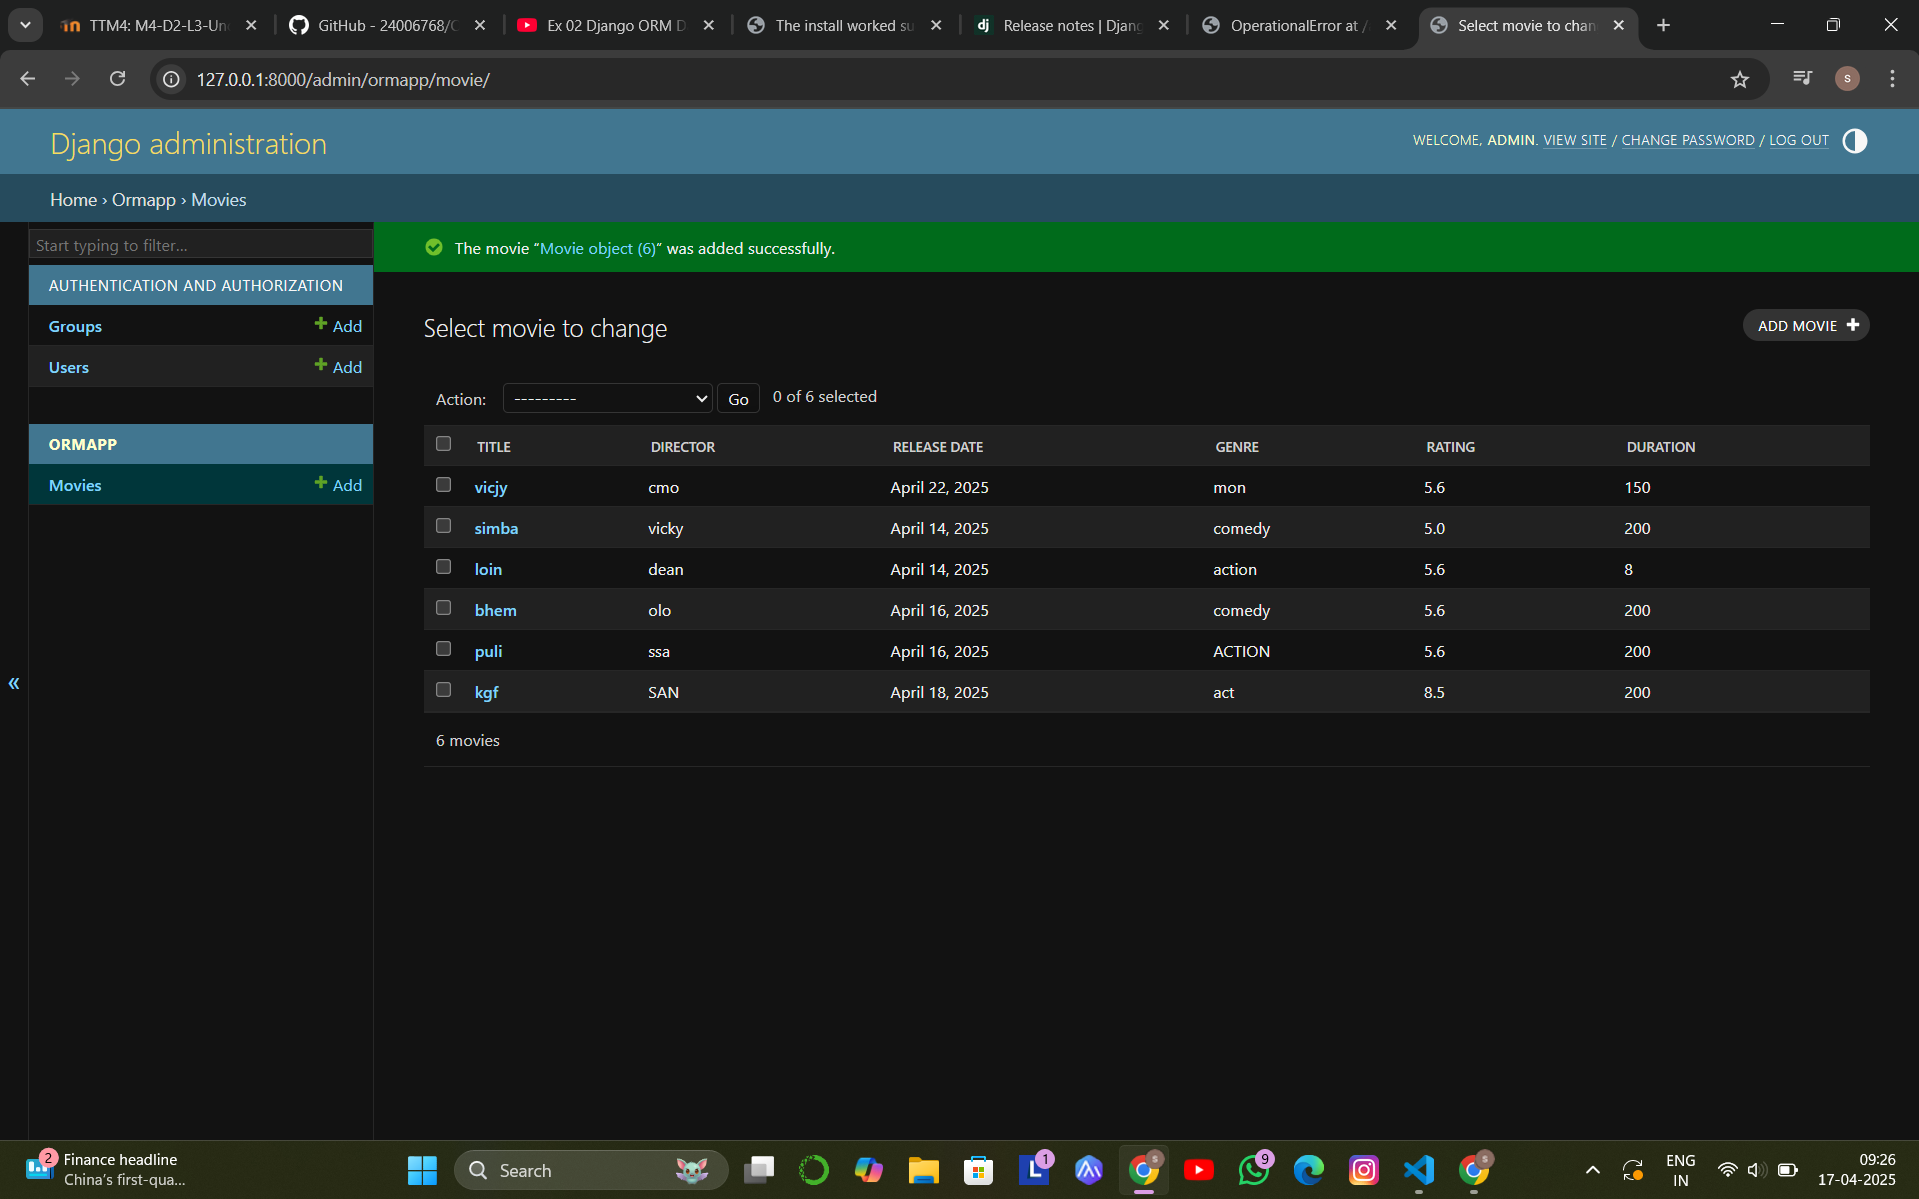 TTM4: M4-D2-L3-Un
GitHub - 24006768/
Ex 02 Django ORM
The install worked su
Release notes | Djang
OperationalError at /
Select movie to chan
127.0.0.1:8000/admin/ormapp/movie/
S
Django administration
WELCOME, ADMIN. VIEW SITE / CHANGE PASSWORD / LOG OUT
Home › Ormapp › Movies
Start typing to filter...
The movie “Movie object (6)” was added successfully.
AUTHENTICATION AND AUTHORIZATION
Groups Add
Users Add
ORMAPP
Movies Add
Select movie to change
ADD MOVIE
Action: --------- Go 0 of 6 selected
TITLE DIRECTOR RELEASE DATE GENRE RATING DURATION
vicjy cmo April 22, 2025 mon 5.6 150
simba vicky April 14, 2025 comedy 5.0 200
loin dean April 14, 2025 action 5.6 8
bhem olo April 16, 2025 comedy 5.6 200
puli ssa April 16, 2025 ACTION 5.6 200
kgf SAN April 18, 2025 act 8.5 200
6 movies
«
2
Finance headline
China's first-qua...
Search
L 1
S
9
S
ENG
IN
09:26
17-04-2025